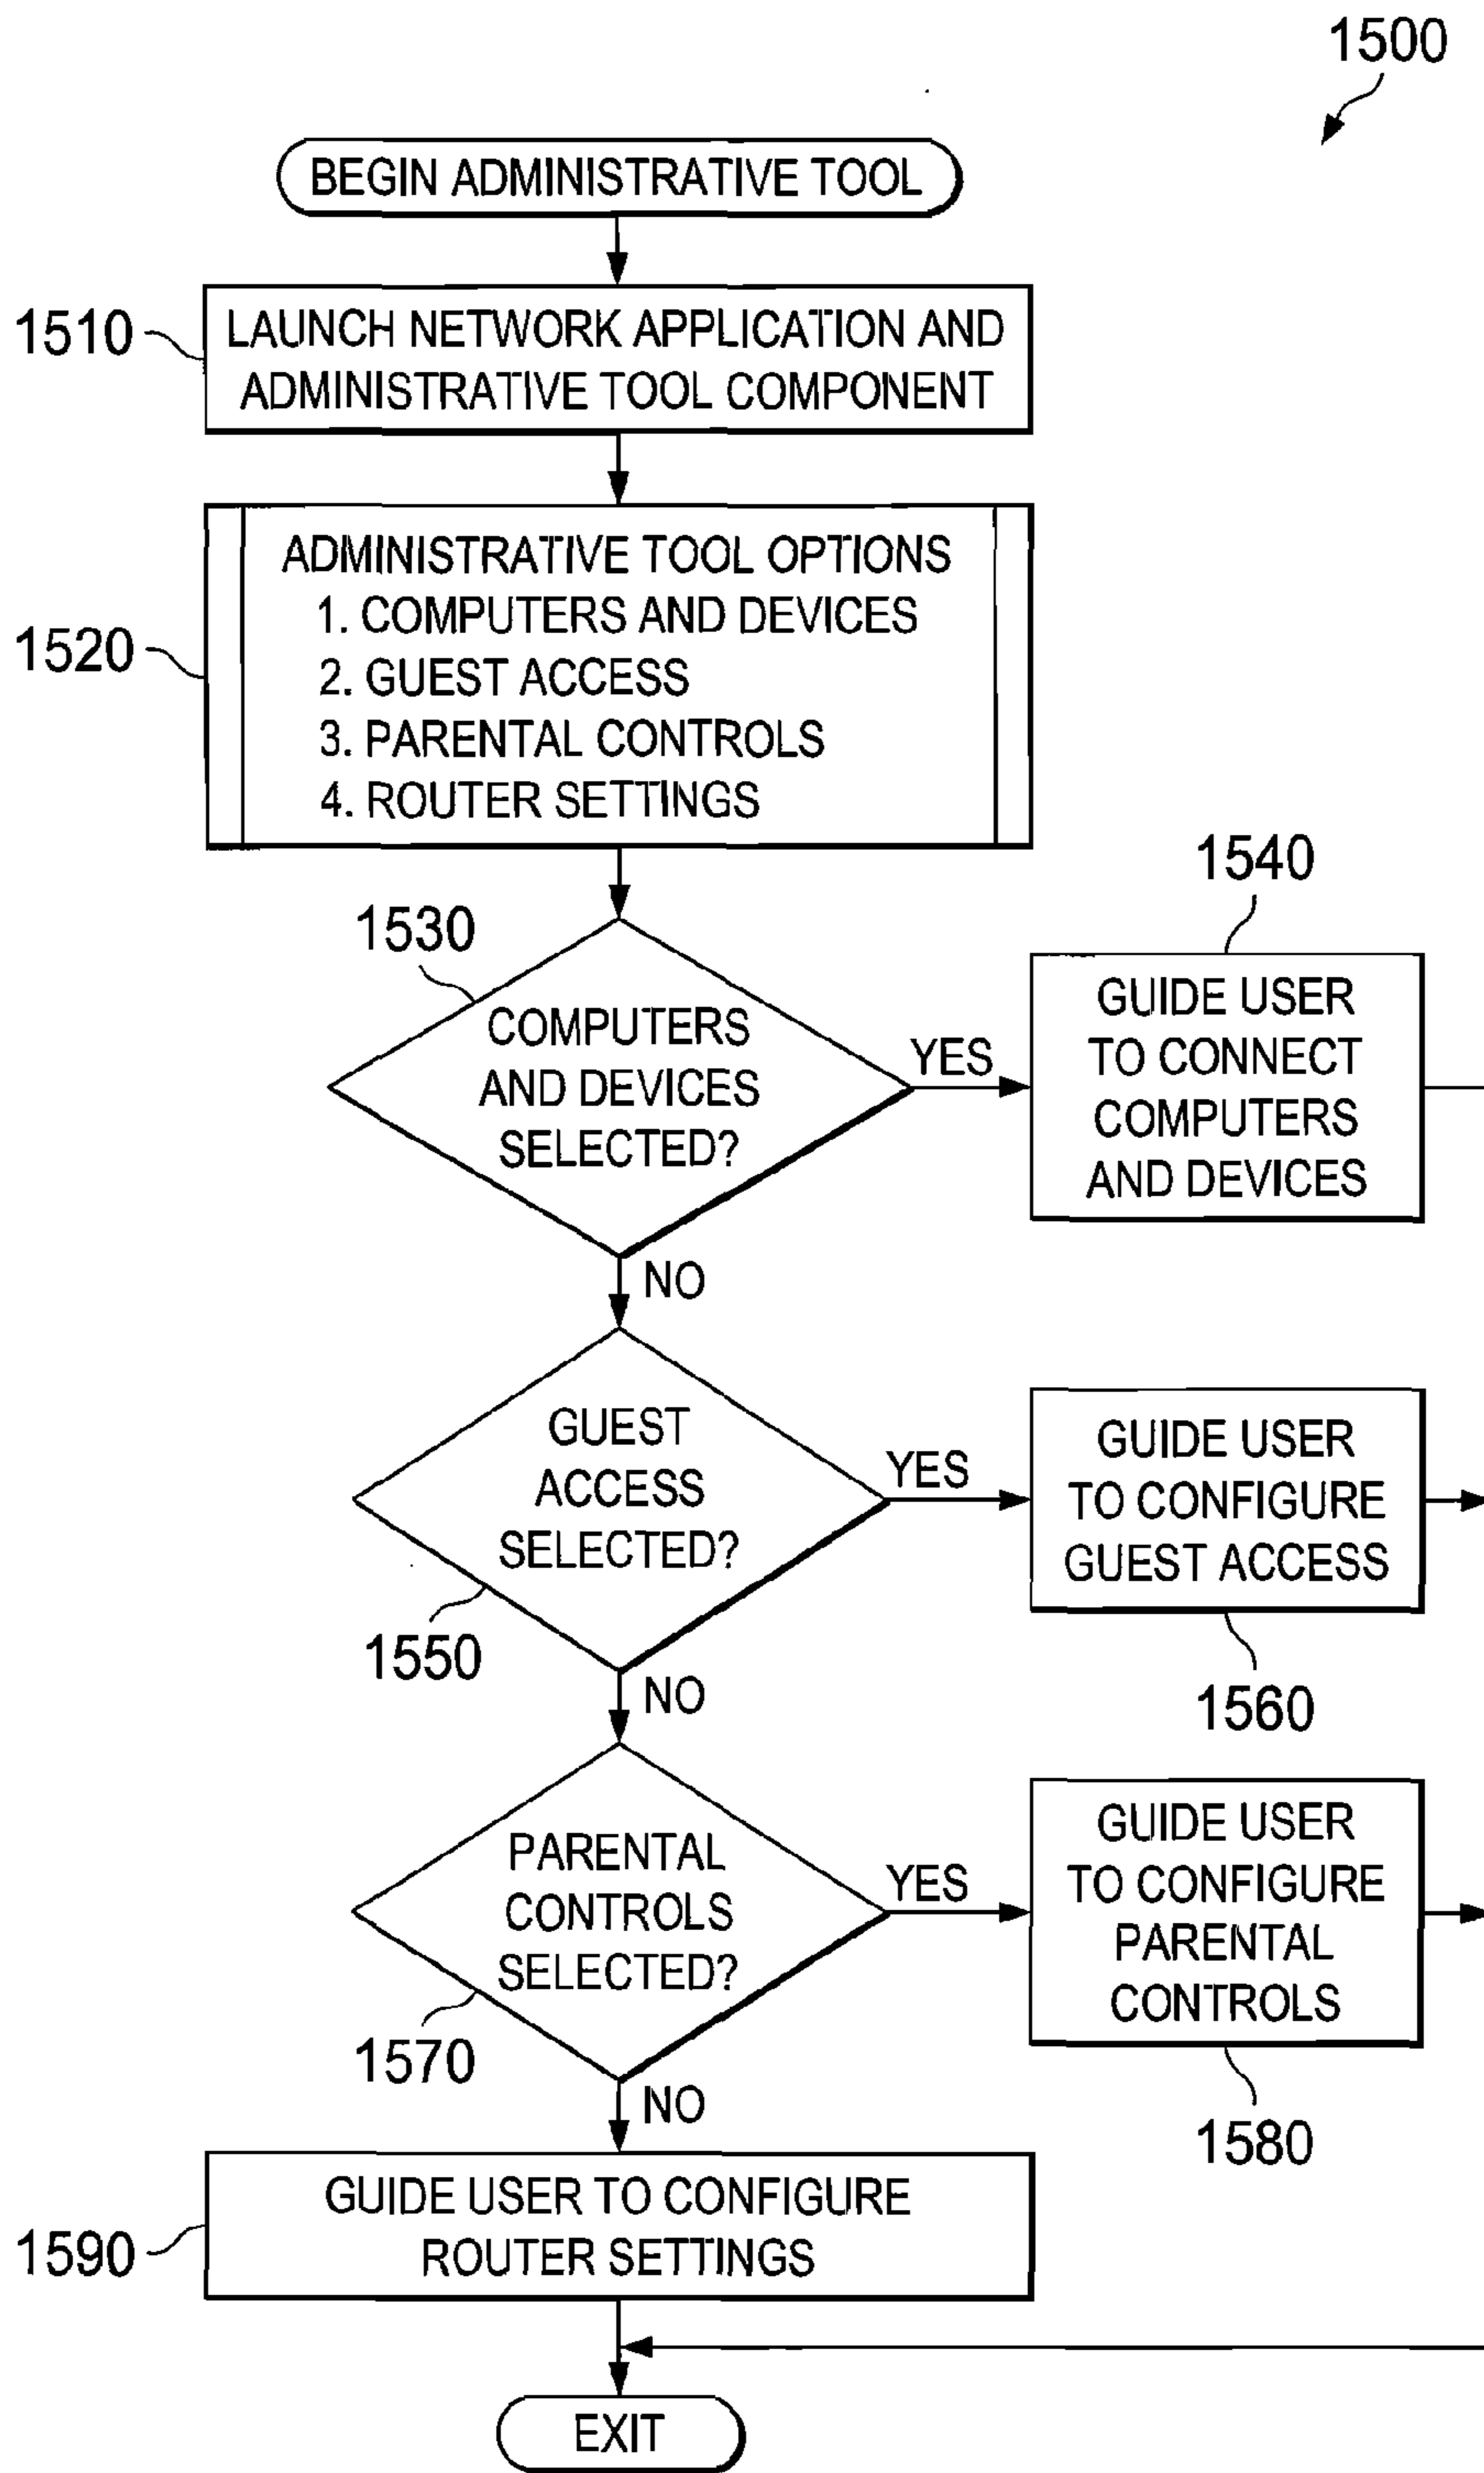 1500
BEGIN ADMINISTRATIVE TOOL
1510
LAUNCH NETWORK APPLICATION AND
ADMINISTRATIVE TOOL COMPONENT
1520
ADMINISTRATIVE TOOL OPTIONS
1. COMPUTERS AND DEVICES
2. GUEST ACCESS
3. PARENTAL CONTROLS
4. ROUTER SETTINGS
1530
COMPUTERS
AND DEVICES
SELECTED?
YES
1540
GUIDE USER
TO CONNECT
COMPUTERS
AND DEVICES
NO
GUEST
ACCESS
SELECTED?
1550
YES
GUIDE USER
TO CONFIGURE
GUEST ACCESS
1560
NO
PARENTAL
CONTROLS
SELECTED?
1570
YES
GUIDE USER
TO CONFIGURE
PARENTAL
CONTROLS
1580
NO
1590
GUIDE USER TO CONFIGURE
ROUTER SETTINGS
EXIT